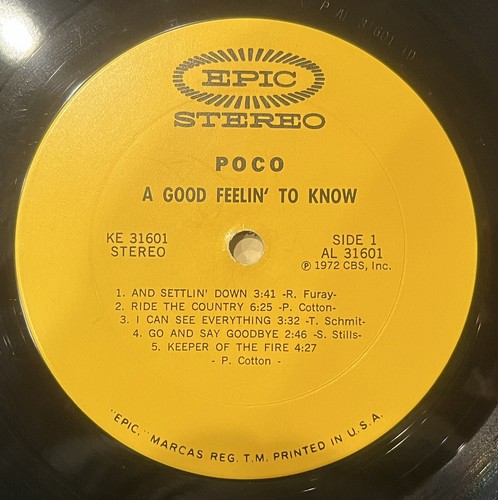 P AL 31601 1D
EPIC
STEREO
POCO
A GOOD FEELIN' TO KNOW
KE 31601
STEREO
SIDE 1
AL 31601
Ⓟ 1972 CBS, Inc.
1. AND SETTLIN' DOWN 3:41 -R. Furay-
2. RIDE THE COUNTRY 6:25 -P. Cotton-
3. I CAN SEE EVERYTHING 3:32 -T. Schmit-
4. GO AND SAY GOODBYE 2:46 -S. Stills-
5. KEEPER OF THE FIRE 4:27
- P. Cotton -
"EPIC," MARCAS REG. T.M. PRINTED IN U.S.A.